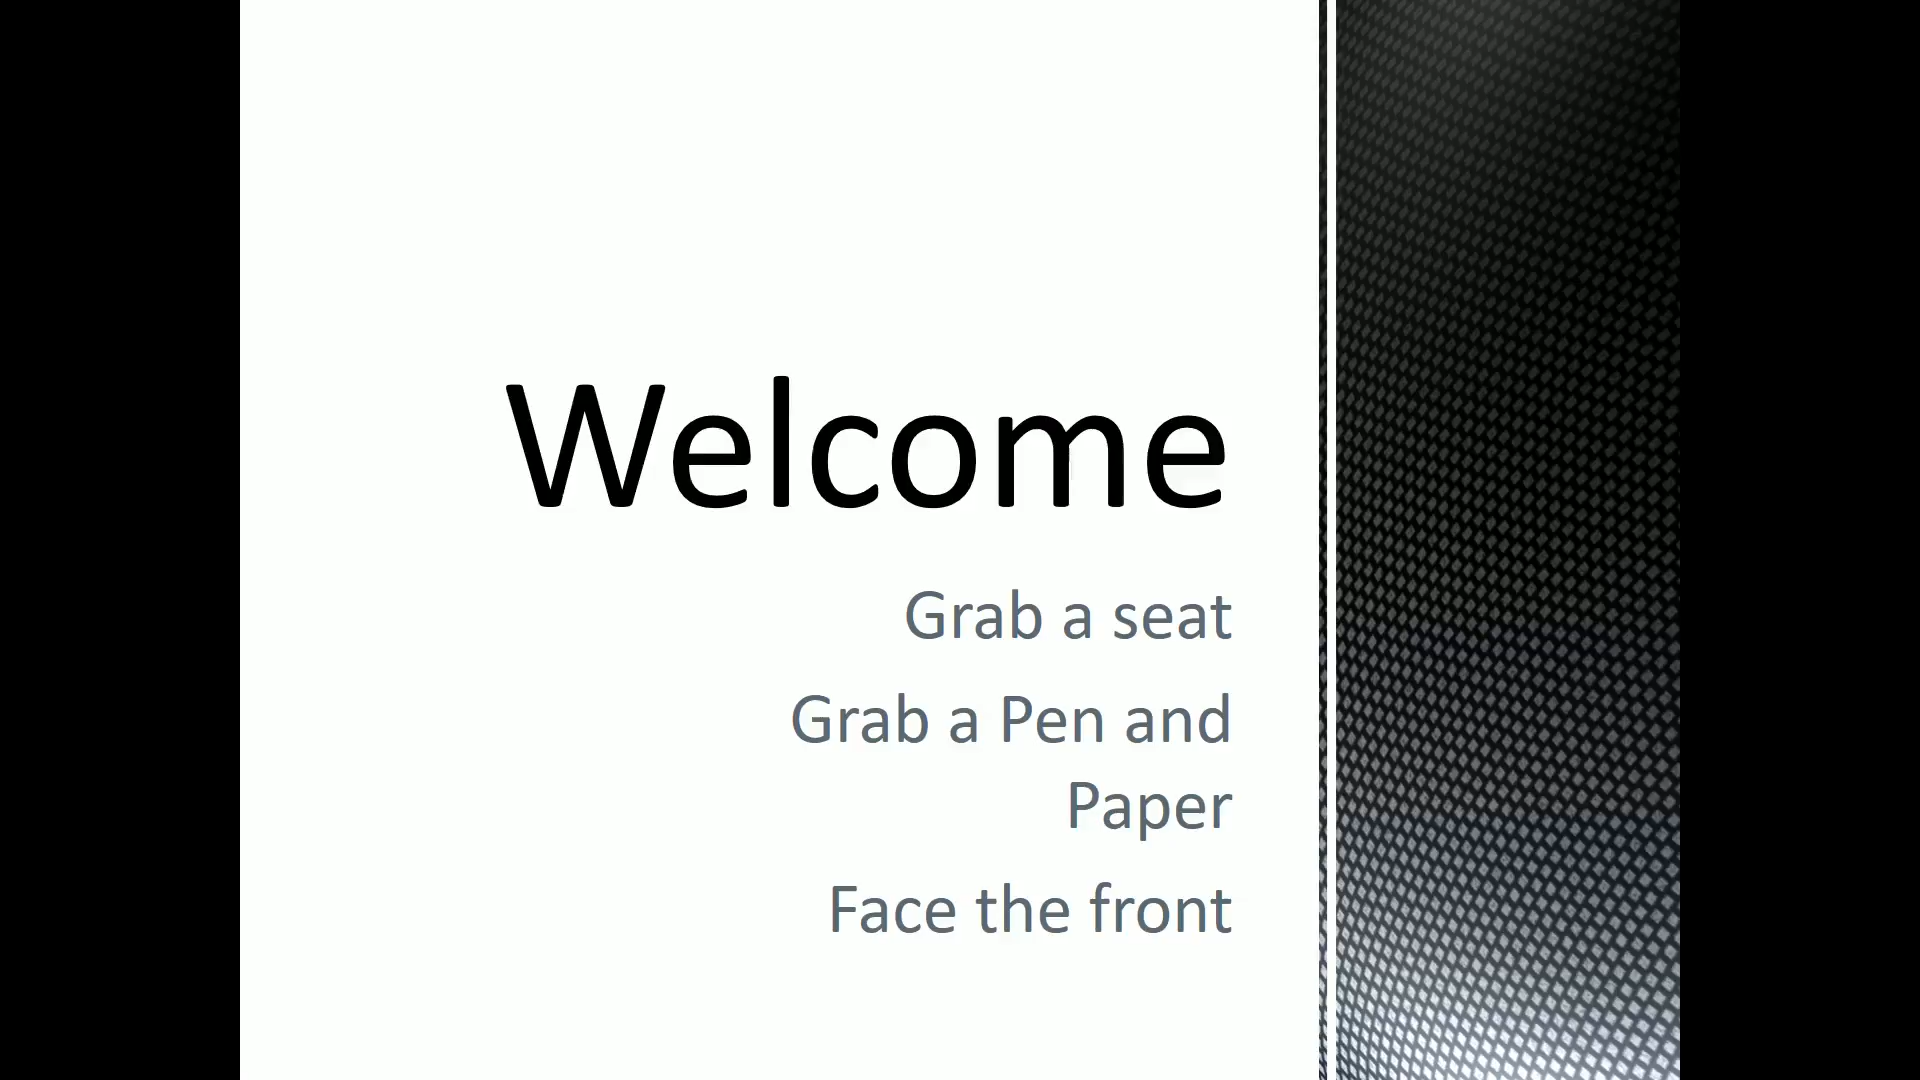 Welcome
Grab a seat
Grab a Pen and
Paper
Face the front